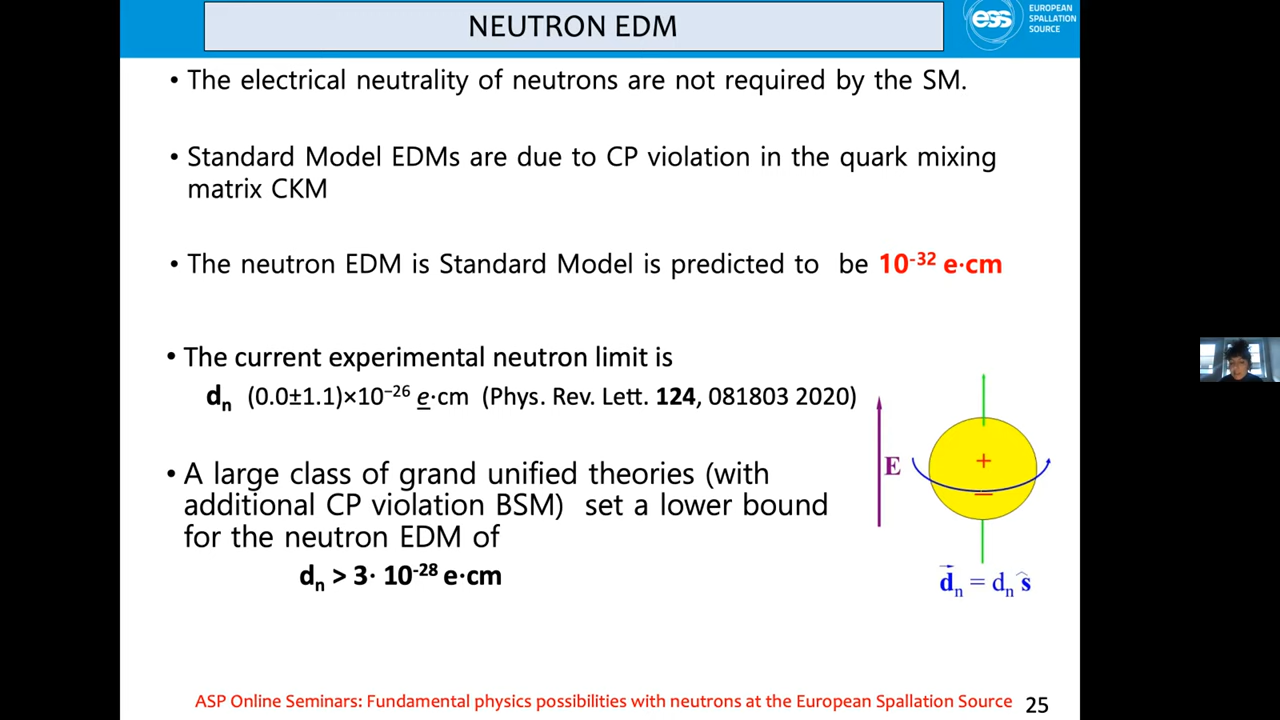 NEUTRON EDM
ess
EUROPEAN
SPALLATION
SOURCE
• The electrical neutrality of neutrons are not required by the SM.
• Standard Model EDMs are due to CP violation in the quark mixing
matrix CKM
• The neutron EDM is Standard Model is predicted to be 10⁻³² e·cm
• The current experimental neutron limit is
dₙ (0.0±1.1)×10⁻²⁶ e·cm (Phys. Rev. Lett. 124, 081803 2020)
• A large class of grand unified theories (with
additional CP violation BSM) set a lower bound
for the neutron EDM of
dₙ > 3· 10⁻²⁸ e·cm
E
+
−
d⃗ₙ = dₙ ŝ
ASP Online Seminars: Fundamental physics possibilities with neutrons at the European Spallation Source 25